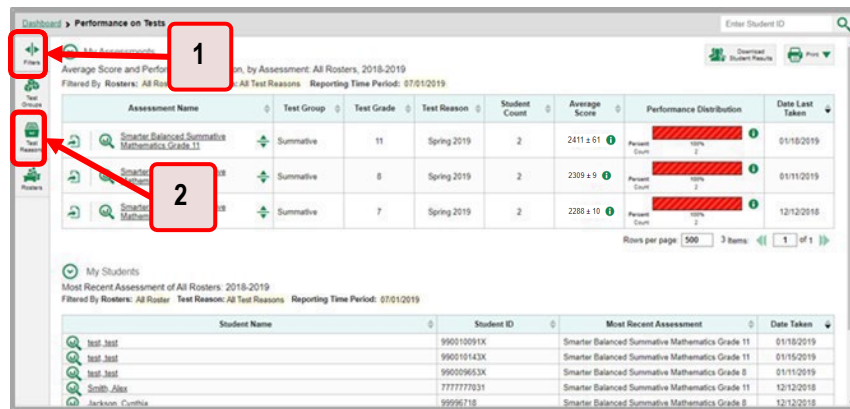 Dashboard > Performance on Tests
Enter Student ID
Filters
Test Groups
Test Reasons
Rosters
1
2
My Assessments
Download Student Results
Print
Average Score and Perfor on, by Assessment: All Rosters, 2018-2019
Filtered By Rosters: All Ros : All Test Reasons Reporting Time Period: 07/01/2019
Assessment Name Test Group Test Grade Test Reason Student Count Average Score Performance Distribution Date Last Taken
Smarter Balanced Summative Mathematics Grade 11 Summative 11 Spring 2019 2 2411 ± 61 Percent 100% Count 2 01/18/2019
Smarter ve Mathem Summative 8 Spring 2019 2 2309 ± 9 Percent 100% Count 2 01/11/2019
Smarte ve Mathem Summative 7 Spring 2019 2 2288 ± 10 Percent 100% Count 2 12/12/2018
Rows per page: 500 3 items 1 of 1
My Students
Most Recent Assessment of All Rosters: 2018-2019
Filtered By Rosters: All Roster Test Reason: All Test Reasons Reporting Time Period: 07/01/2019
Student Name Student ID Most Recent Assessment Date Taken
test, test 990010091X Smarter Balanced Summative Mathematics Grade 11 01/18/2019
test, test 990010143X Smarter Balanced Summative Mathematics Grade 11 01/15/2019
test, test 990009653X Smarter Balanced Summative Mathematics Grade 8 01/11/2019
Smith, Alex 7777777031 Smarter Balanced Summative Mathematics Grade 11 12/12/2018
Jackson, Cynthia 99996718 Smarter Balanced Summative Mathematics Grade 8 12/12/2018